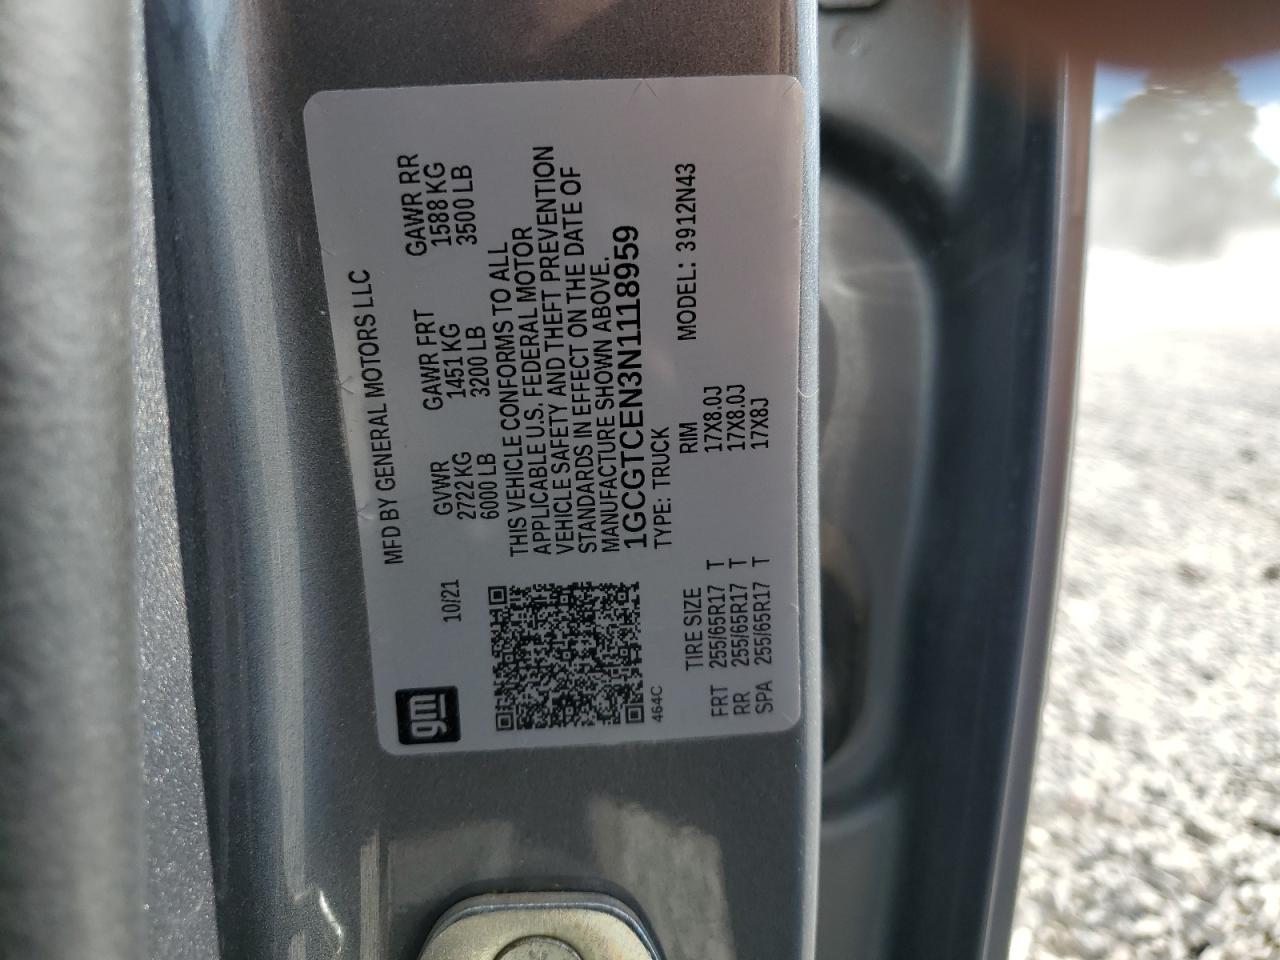 gm
10/21
MFD BY GENERAL MOTORS LLC
GVWR GAWR FRT GAWR RR
2722 KG 1451 KG 1588 KG
6000 LB 3200 LB 3500 LB
THIS VEHICLE CONFORMS TO ALL
APPLICABLE U.S. FEDERAL MOTOR
VEHICLE SAFETY AND THEFT PREVENTION
STANDARDS IN EFFECT ON THE DATE OF
MANUFACTURE SHOWN ABOVE.
1GCGTCEN3N1118959
464C
TYPE: TRUCK MODEL: 3912N43
TIRE SIZE RIM
FRT 255/65R17 T 17X8.0J
RR 255/65R17 T 17X8.0J
SPA 255/65R17 T 17X8J